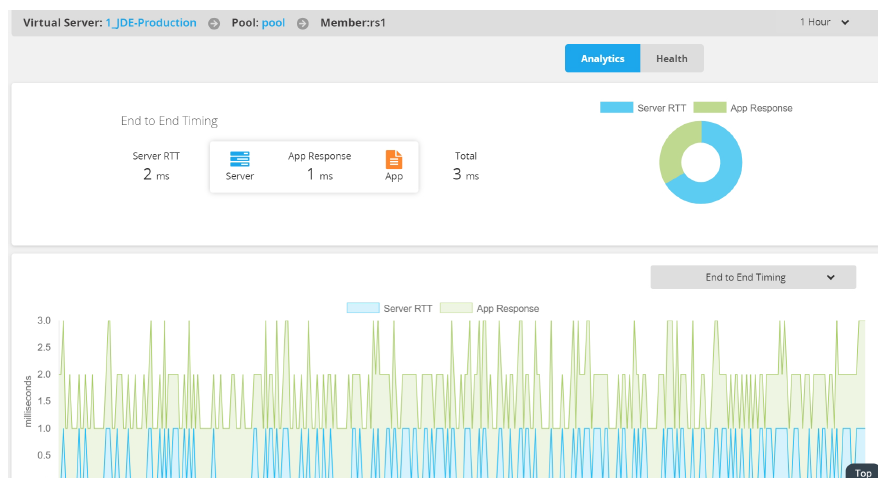 Virtual Server: 1_JDE-Production Pool: pool Member:rs1 1 Hour
Analytics Health
End to End Timing
Server RTT App Response
Server RTT App Response Total
2 ms Server 1 ms App 3 ms
End to End Timing
Server RTT App Response
3.0
2.5
2.0
1.5
1.0
0.5
milliseconds
Top